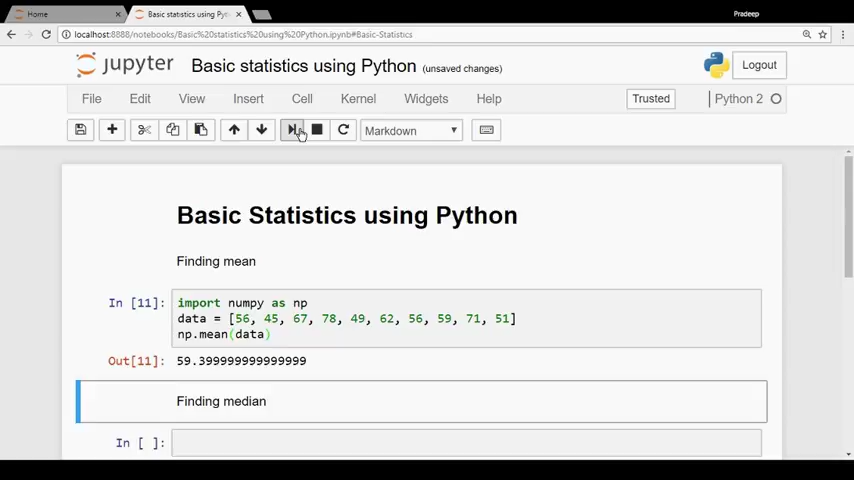 Home
Basic statistics using Pyt
Pradeep
localhost:8888/notebooks/Basic%20statistics%20using%20Python.ipynb#Basic-Statistics
jupyter Basic statistics using Python (unsaved changes)
Logout
File Edit View Insert Cell Kernel Widgets Help
Trusted
Python 2
Markdown
Basic Statistics using Python
Finding mean
In [11]: import numpy as np
data = [56, 45, 67, 78, 49, 62, 56, 59, 71, 51]
np.mean(data)
Out[11]: 59.399999999999999
Finding median
In [ ]: